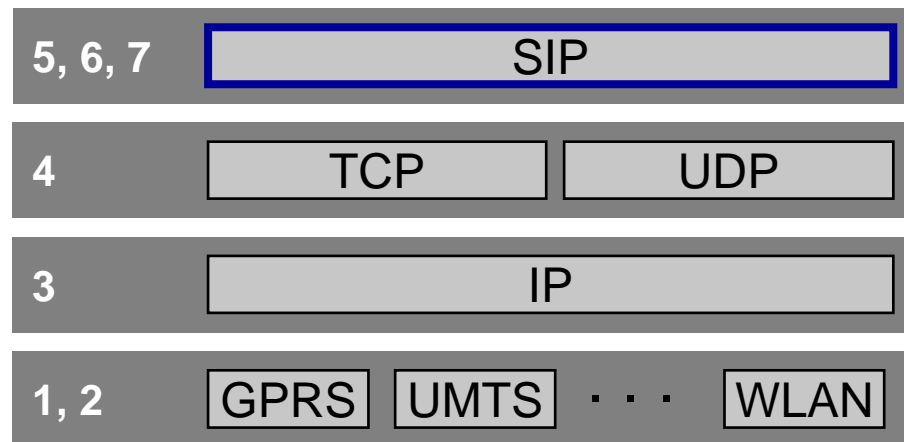 5, 6, 7 SIP
4 TCP UDP
3 IP
1, 2 GPRS UMTS · · · WLAN